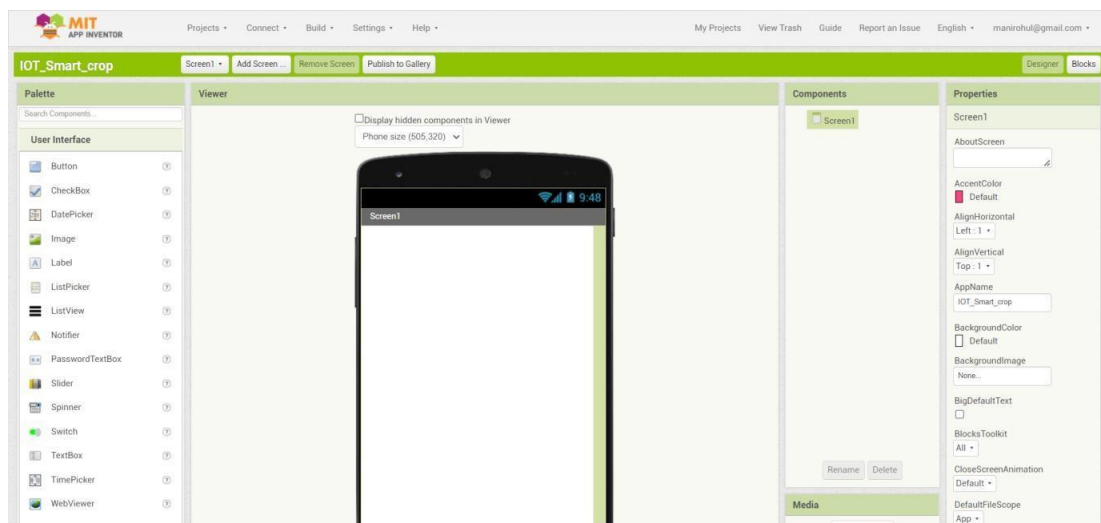 MIT
APP INVENTOR
Projects Connect Build Settings Help My Projects View Trash Guide Report an Issue English manirohul@gmail.com
IOT_Smart_crop
Screen1 Add Screen ... Remove Screen Publish to Gallery Designer Blocks
Palette
Search Components...
User Interface
Button
CheckBox
DatePicker
Image
Label
ListPicker
ListView
Notifier
PasswordTextBox
Slider
Spinner
Switch
TextBox
TimePicker
WebViewer
Viewer
Display hidden components in Viewer
Phone size (505,320)
9:48
Screen1
Components
Screen1
Rename Delete
Media
Properties
Screen1
AboutScreen
AccentColor
Default
AlignHorizontal
Left : 1
AlignVertical
Top : 1
AppName
IOT_Smart_crop
BackgroundColor
Default
BackgroundImage
None...
BigDefaultText
BlocksToolkit
All
CloseScreenAnimation
Default
DefaultFileScope
App